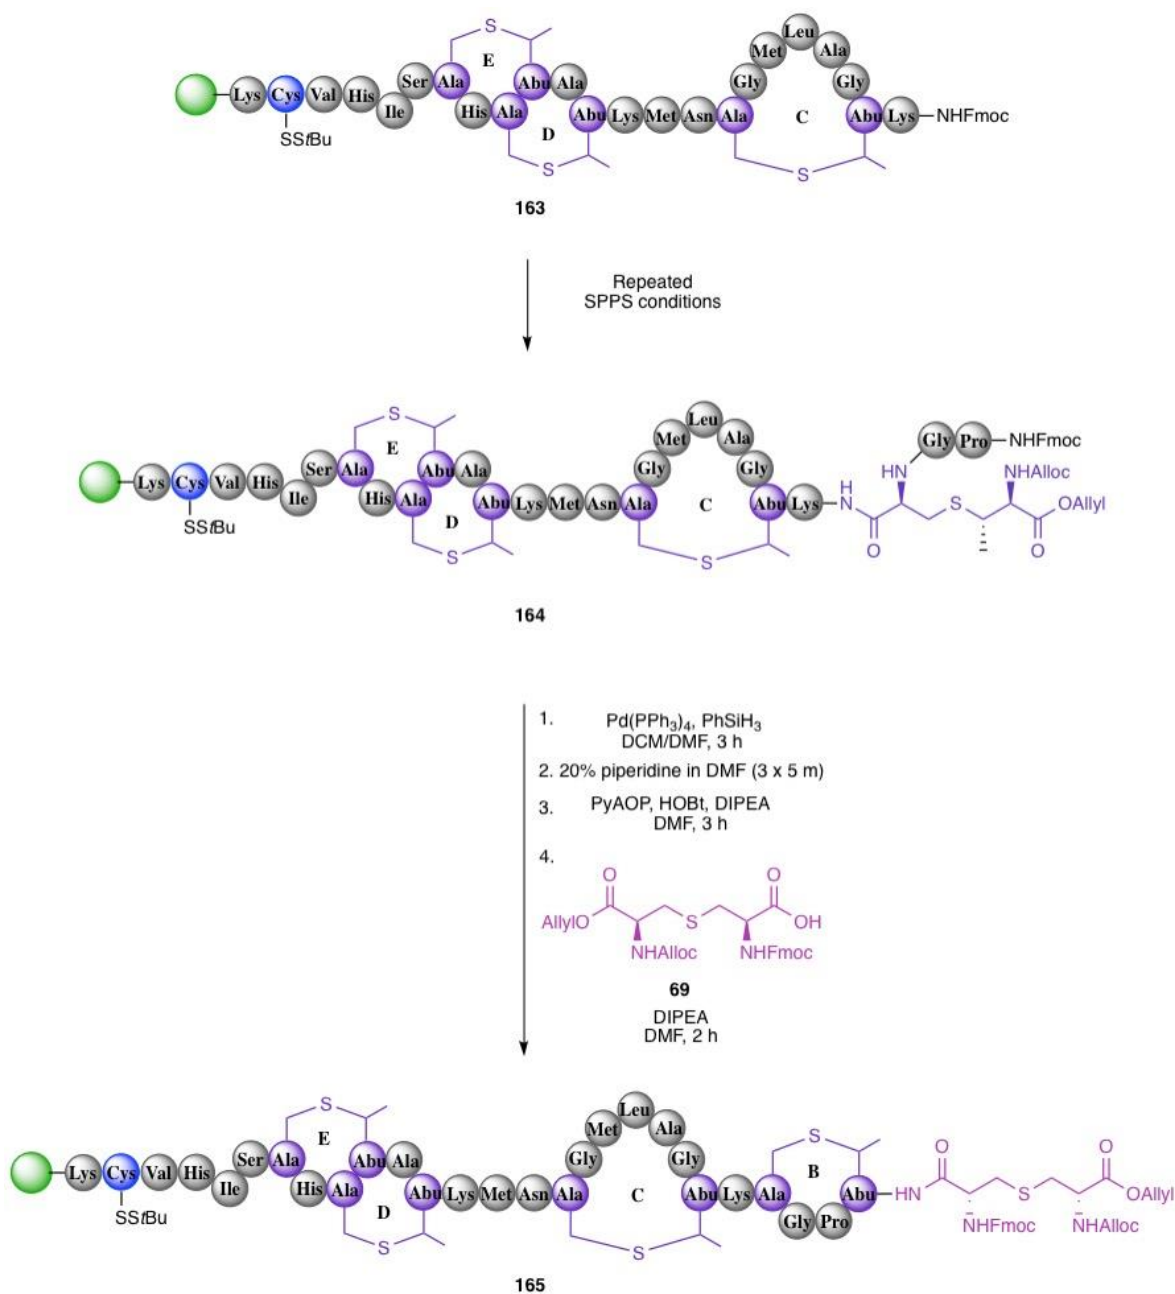 S
E
Lys Cys Val His Ile Ser Ala His Ala Abu Ala Abu Lys Met Asn Ala Gly Met Leu Ala Gly Abu Lys NHFmoc
SStBu
D
S
C
S
163
Repeated
SPPS conditions
S
E
Lys Cys Val His Ile Ser Ala His Ala Abu Ala Abu Lys Met Asn Ala Gly Met Leu Ala Gly Abu Lys
SStBu
D
S
C
S
H
N
O
HN
Gly Pro NHFmoc
S
NHAlloc
OAllyl
O
164
1. Pd(PPh3)4, PhSiH3
DCM/DMF, 3 h
2. 20% piperidine in DMF (3 x 5 m)
3. PyAOP, HOBt, DIPEA
DMF, 3 h
4.
O
O
AllylO
S
OH
NHAlloc
NHFmoc
69
DIPEA
DMF, 2 h
S
E
Lys Cys Val His Ile Ser Ala His Ala Abu Ala Abu Lys Met Asn Ala Gly Met Leu Ala Gly Abu Lys Ala Gly Pro Abu HN
SStBu
D
S
C
S
S
B
O
S
O
OAllyl
NHFmoc
NHAlloc
165